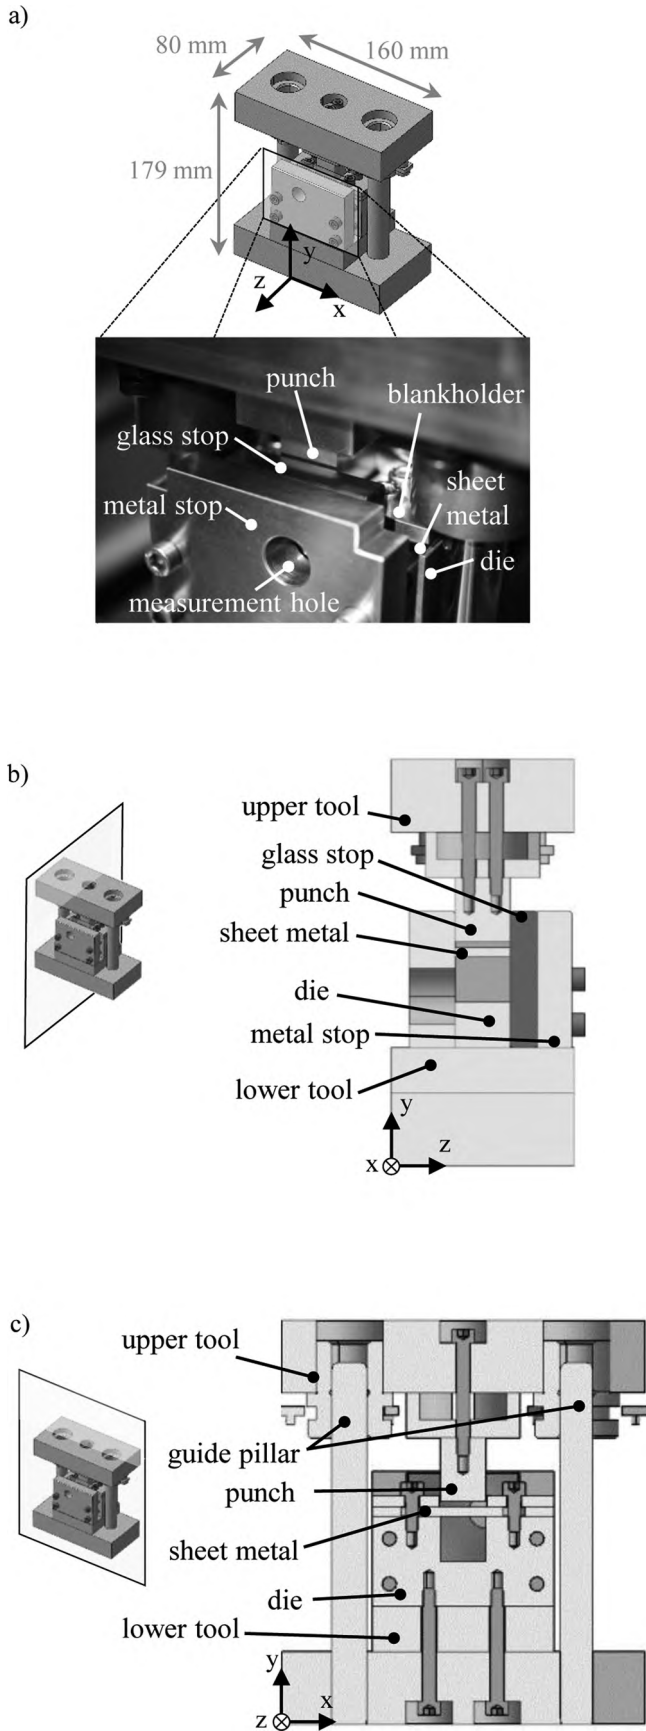 a)
80 mm
160 mm
179 mm
y
z
x
punch
blankholder
glass stop
sheet
metal
metal stop
die
measurement hole
b)
upper tool
glass stop
punch
sheet metal
die
metal stop
lower tool
y
x
z
c)
upper tool
guide pillar
punch
sheet metal
die
lower tool
y
x
z